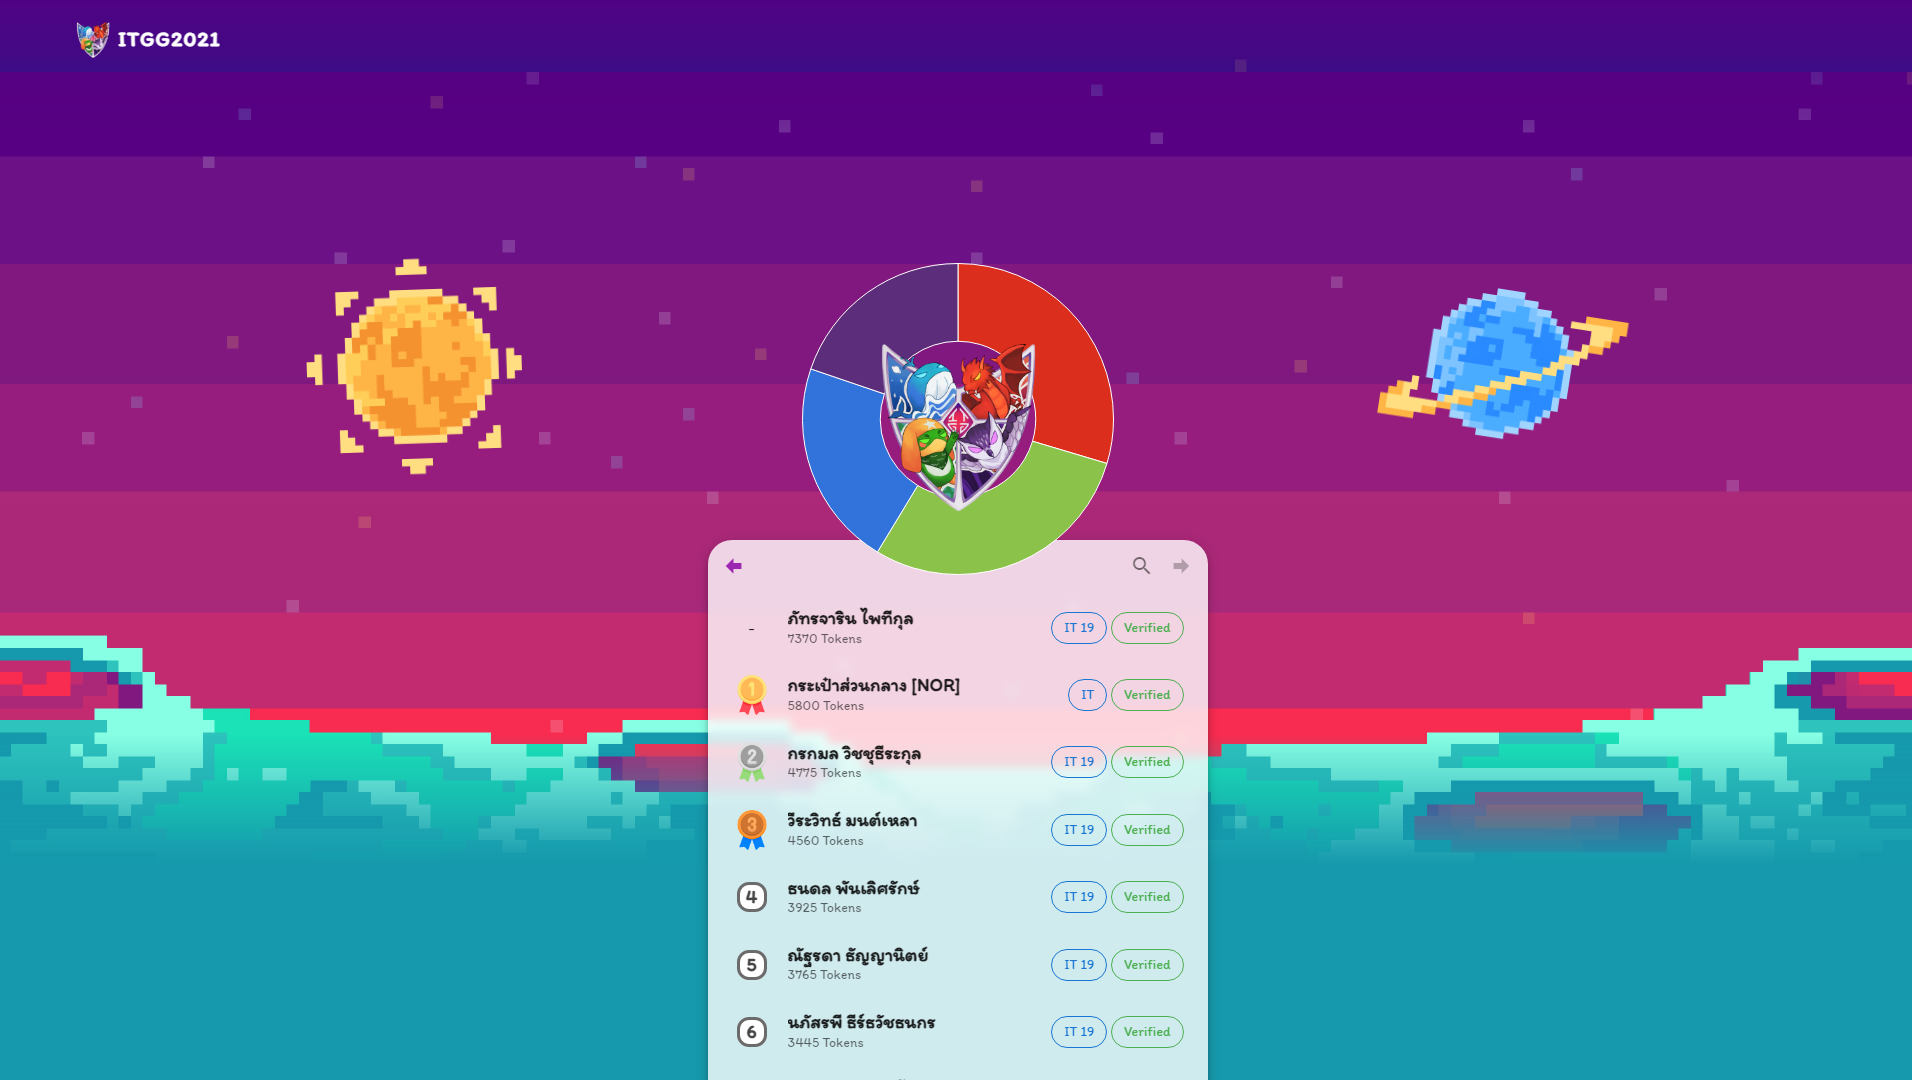 ITGG2021
-
ภัทรจาริน ไพทีกุล
7370 Tokens
IT 19
Verified
1
กระเป๋าส่วนกลาง [NOR]
5800 Tokens
IT
Verified
2
กรกมล วิชชุธีระกุล
4775 Tokens
IT 19
Verified
3
วีระวิทธ์ มนต์เหลา
4560 Tokens
IT 19
Verified
4
ธนดล พันเลิศรักษ์
3925 Tokens
IT 19
Verified
5
ณัฐรดา ธัญญานิตย์
3765 Tokens
IT 19
Verified
6
นภัสรพี ธีร์ธวัชธนกร
3445 Tokens
IT 19
Verified